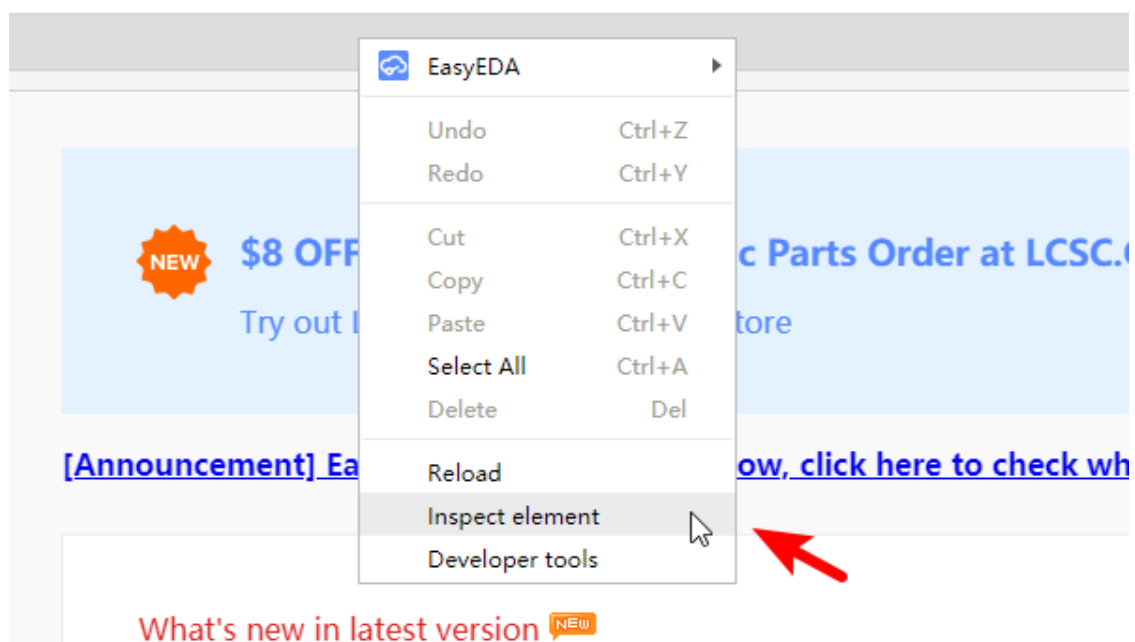 EasyEDA
Undo Ctrl+Z
Redo Ctrl+Y
Cut Ctrl+X
NEW $8 OFF c Parts Order at LCSC.
Copy Ctrl+C
Try out tore
Paste Ctrl+V
Select All Ctrl+A
Delete Del
[Announcement] Ea ow, click here to check wh
Reload
Inspect element
Developer tools
What's new in latest version NEW